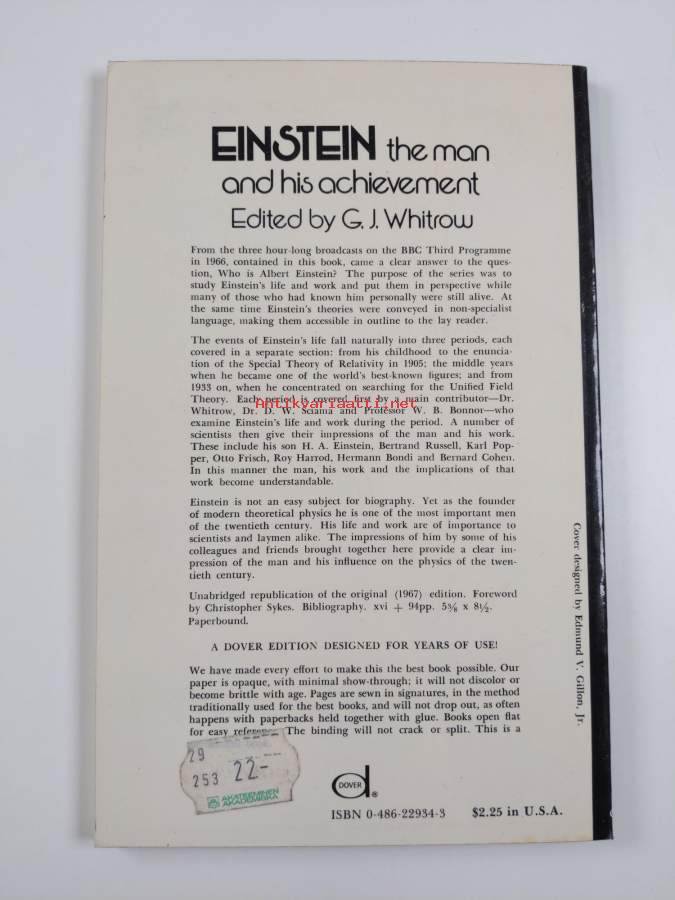 EINSTEIN the man
and his achievement
Edited by G. J. Whitrow
From the three hour-long broadcasts on the BBC Third Programme
in 1966, contained in this book, came a clear answer to the ques-
tion, Who is Albert Einstein? The purpose of the series was to
study Einstein's life and work and put them in perspective while
many of those who had known him personally were still alive. At
the same time Einstein's theories were conveyed in non-specialist
language, making them accessible in outline to the lay reader.
The events of Einstein's life fall naturally into three periods, each
covered in a separate section: from his childhood to the enuncia-
tion of the Special Theory of Relativity in 1905; the middle years
when he became one of the world's best-known figures; and from
1933 on, when he concentrated on searching for the Unified Field
Theory. Each period is covered first by a main contributor—Dr.
Antikvariaatti.net
Whitrow, Dr. D. W. Sciama and Professor W. B. Bonnor—who
examine Einstein's life and work during the period. A number of
scientists then give their impressions of the man and his work.
These include his son H. A. Einstein, Bertrand Russell, Karl Pop-
per, Otto Frisch, Roy Harrod, Hermann Bondi and Bernard Cohen.
In this manner the man, his work and the implications of that
work become understandable.
Einstein is not an easy subject for biography. Yet as the founder
of modern theoretical physics he is one of the most important men
of the twentieth century. His life and work are of importance to
scientists and laymen alike. The impressions of him by some of his
colleagues and friends brought together here provide a clear im-
pression of the man and his influence on the physics of the twen-
tieth century.
Unabridged republication of the original (1967) edition. Foreword
by Christopher Sykes. Bibliography. xvi + 94pp. 5⅜ x 8½.
Paperbound.
A DOVER EDITION DESIGNED FOR YEARS OF USE!
We have made every effort to make this the best book possible. Our
paper is opaque, with minimal show-through; it will not discolor or
become brittle with age. Pages are sewn in signatures, in the method
traditionally used for the best books, and will not drop out, as often
happens with paperbacks held together with glue. Books open flat
for easy reference. The binding will not crack or split. This is a
29
253 22-
AKATEEMINEN
AKADEMISKA
DOVER
®
ISBN 0-486-22934-3 $2.25 in U.S.A.
Cover designed by Edmund V. Gillon, Jr.